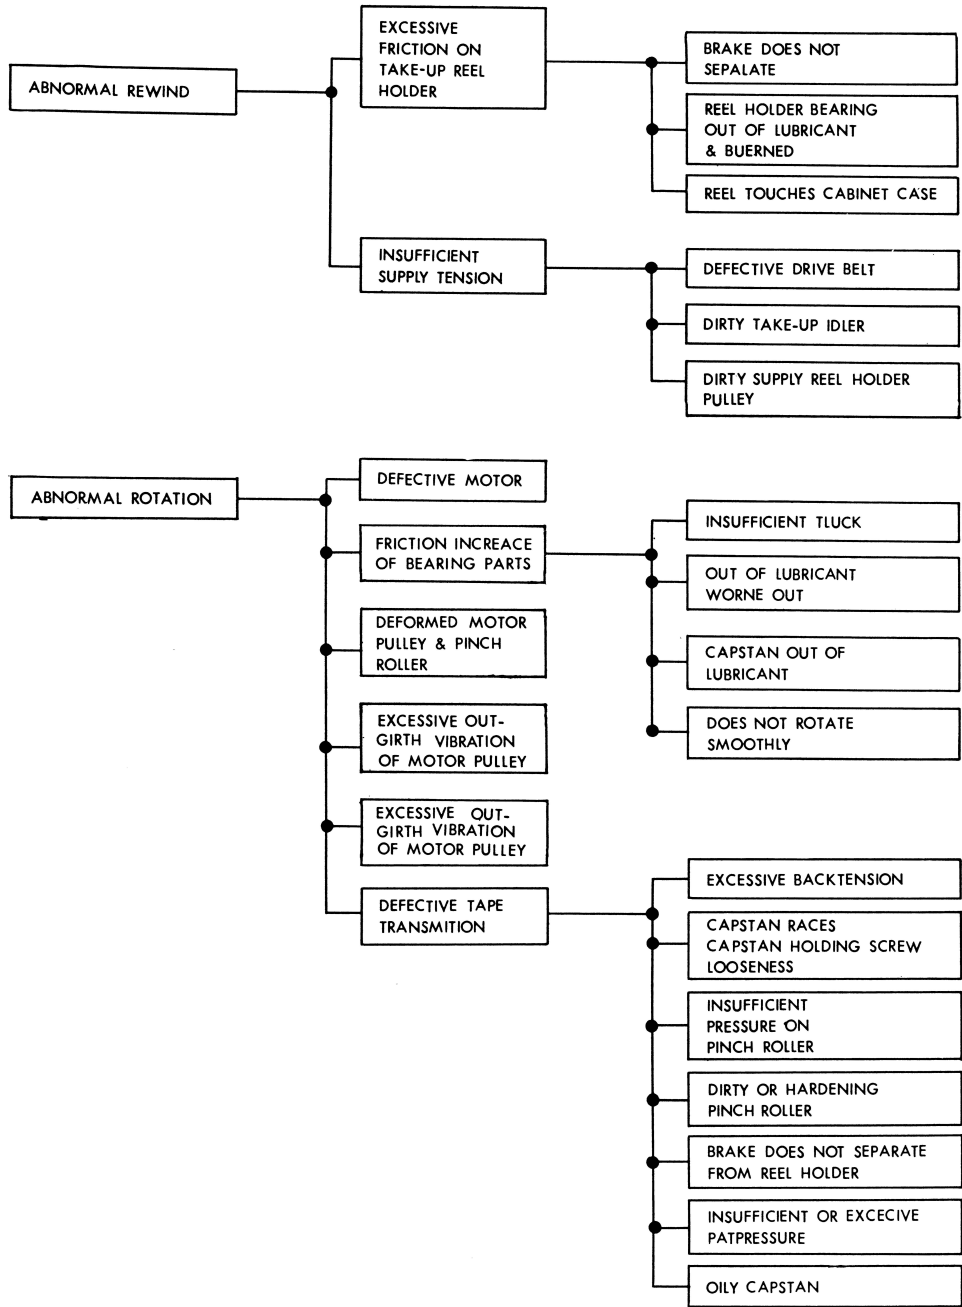 ABNORMAL REWIND
EXCESSIVE
FRICTION ON
TAKE-UP REEL
HOLDER
BRAKE DOES NOT
SEPALATE
REEL HOLDER BEARING
OUT OF LUBRICANT
& BUERNED
REEL TOUCHES CABINET CASE
INSUFFICIENT
SUPPLY TENSION
DEFECTIVE DRIVE BELT
DIRTY TAKE-UP IDLER
DIRTY SUPPLY REEL HOLDER
PULLEY
ABNORMAL ROTATION
DEFECTIVE MOTOR
FRICTION INCREACE
OF BEARING PARTS
INSUFFICIENT TLUCK
OUT OF LUBRICANT
WORNE OUT
CAPSTAN OUT OF
LUBRICANT
DOES NOT ROTATE
SMOOTHLY
DEFORMED MOTOR
PULLEY & PINCH
ROLLER
EXCESSIVE OUT-
GIRTH VIBRATION
OF MOTOR PULLEY
EXCESSIVE OUT-
GIRTH VIBRATION
OF MOTOR PULLEY
DEFECTIVE TAPE
TRANSMITION
EXCESSIVE BACKTENSION
CAPSTAN RACES
CAPSTAN HOLDING SCREW
LOOSENESS
INSUFFICIENT
PRESSURE ON
PINCH ROLLER
DIRTY OR HARDENING
PINCH ROLLER
BRAKE DOES NOT SEPARATE
FROM REEL HOLDER
INSUFFICIENT OR EXCECIVE
PATPRESSURE
OILY CAPSTAN